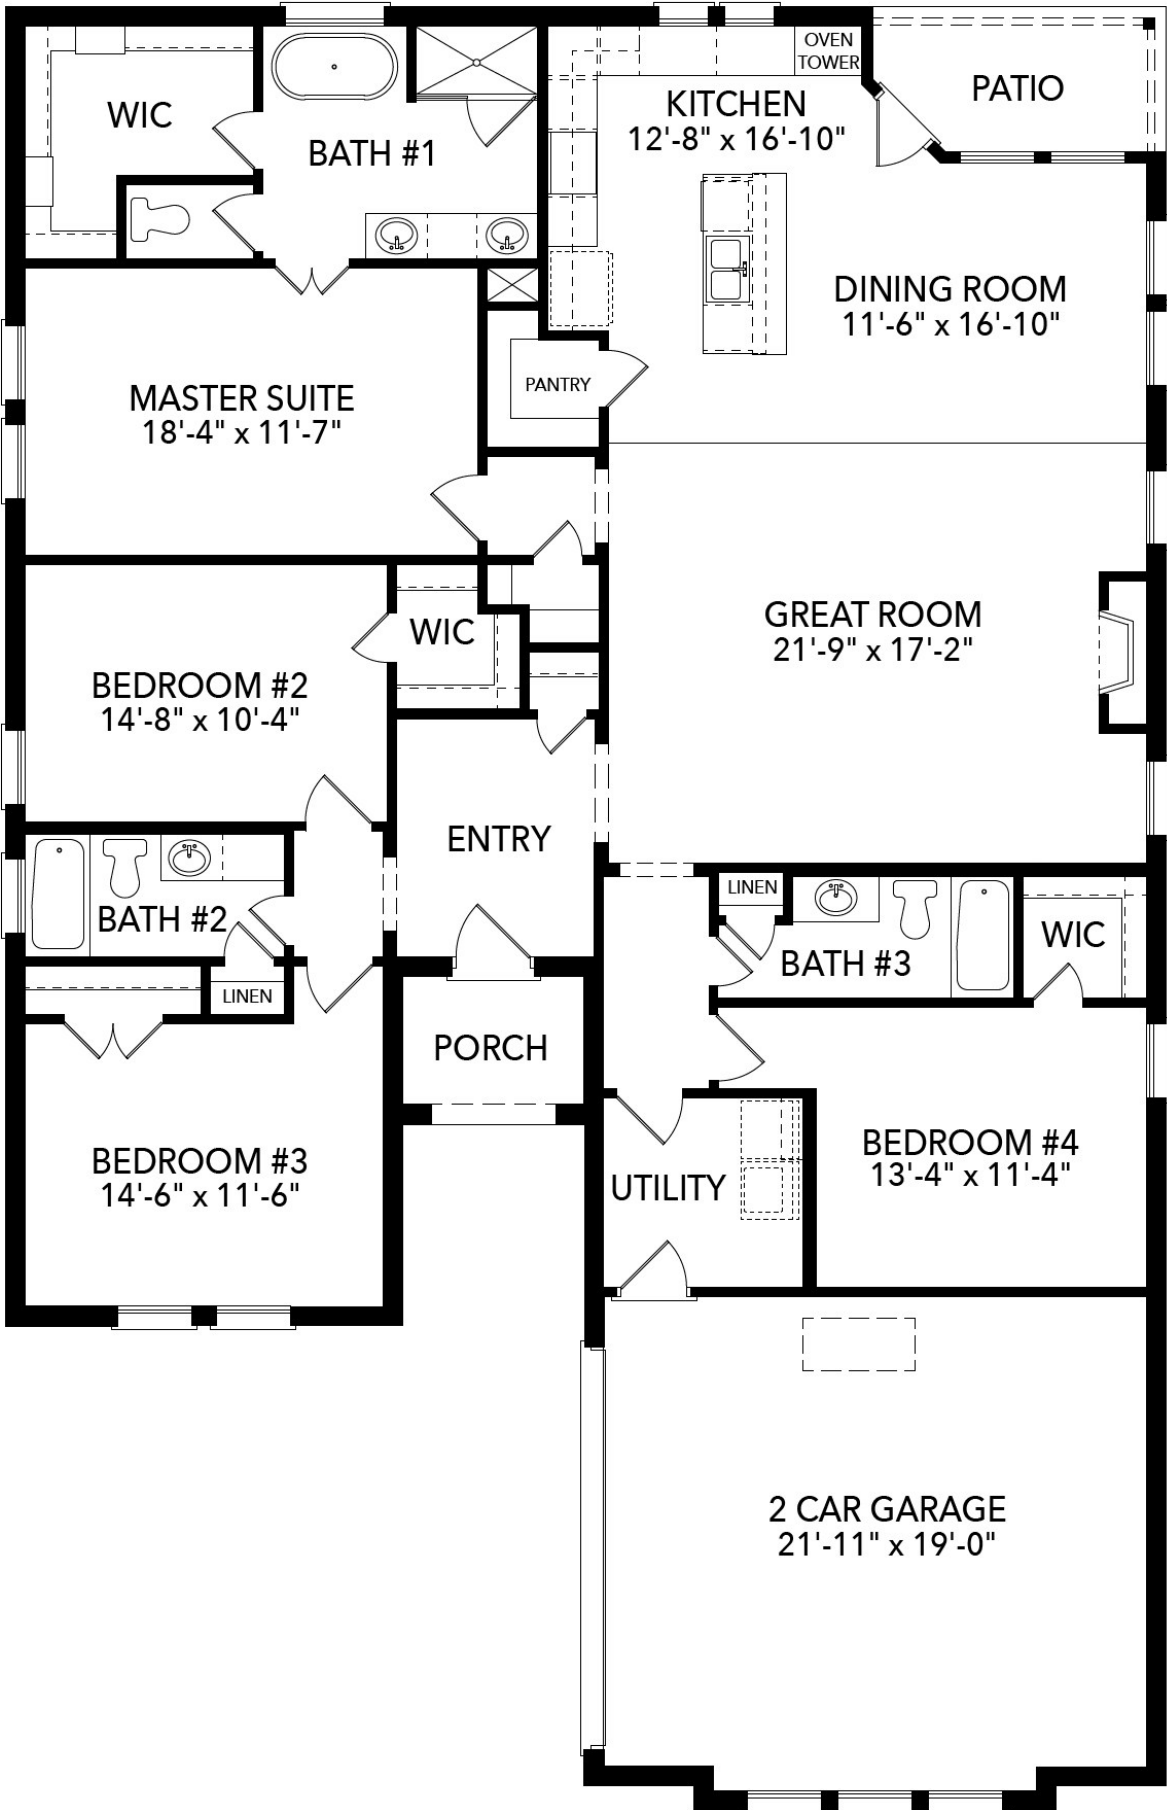 OVEN
TOWER
PATIO
WIC
KITCHEN
12'-8" x 16'-10"
BATH #1
DINING ROOM
11'-6" x 16'-10"
PANTRY
MASTER SUITE
18'-4" x 11'-7"
GREAT ROOM
21'-9" x 17'-2"
WIC
BEDROOM #2
14'-8" x 10'-4"
ENTRY
LINEN
BATH #2
WIC
BATH #3
LINEN
PORCH
BEDROOM #4
13'-4" x 11'-4"
BEDROOM #3
14'-6" x 11'-6"
UTILITY
2 CAR GARAGE
21'-11" x 19'-0"